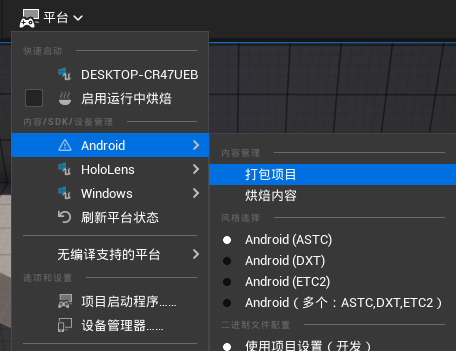 平台
快速启动
DESKTOP-CR47UEB
启用运行中烘焙
内容/SDK/设备管理
Android
HoloLens
Windows
刷新平台状态
无编译支持的平台
选项和设置
项目启动程序......
设备管理器......
内容管理
打包项目
烘焙内容
风格选择
Android (ASTC)
Android (DXT)
Android (ETC2)
Android（多个：ASTC,DXT,ETC2）
二进制文件配置
使用项目设置（开发）